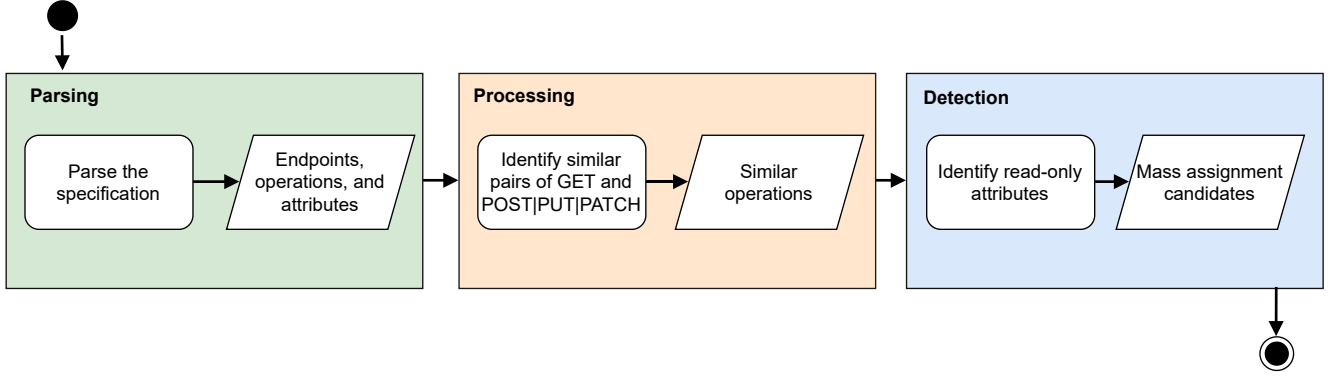 Parsing
Parse the
specification
Endpoints,
operations, and
attributes
Processing
Identify similar
pairs of GET and
POST|PUT|PATCH
Similar
operations
Detection
Identify read-only
attributes
Mass assignment
candidates